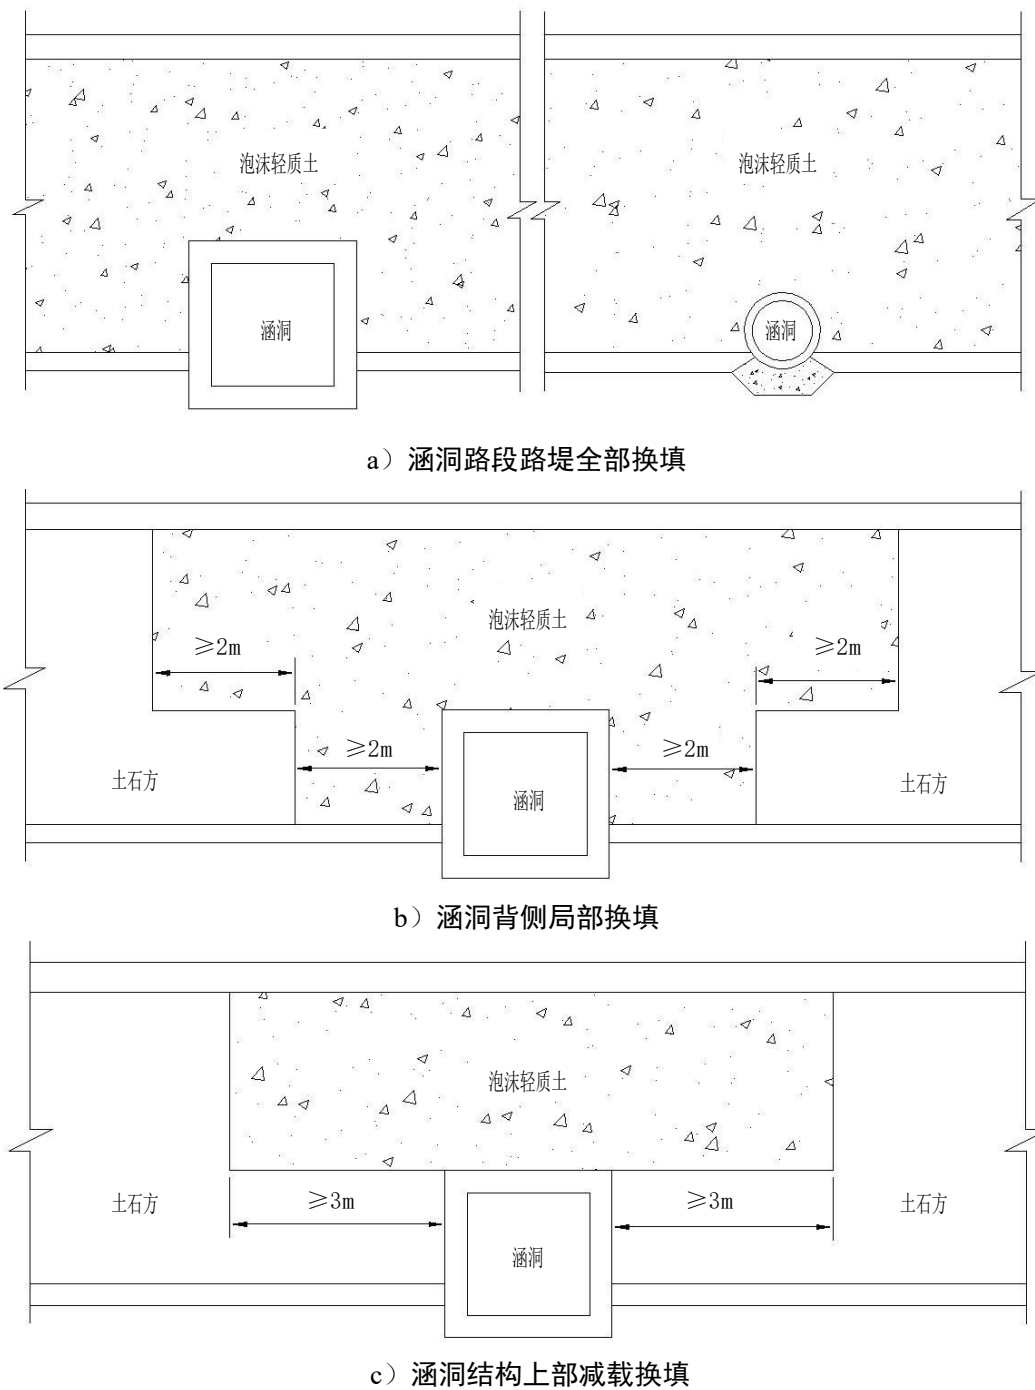 泡沫轻质土 泡沫轻质土
涵洞 涵洞
a）涵洞路段路堤全部换填
泡沫轻质土
≥2m ≥2m
≥2m ≥2m
土石方 涵洞 土石方
b）涵洞背侧局部换填
泡沫轻质土
土石方 ≥3m ≥3m 土石方
涵洞
c）涵洞结构上部减载换填